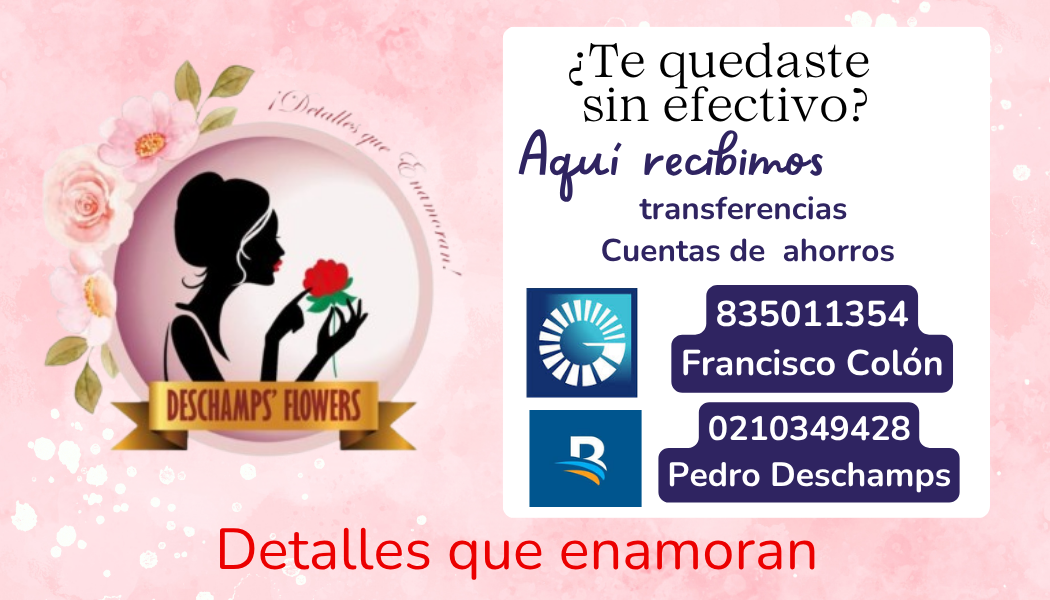 ¡Detalles que Enamoran!
DESCHAMPS' FLOWERS
¿Te quedaste
sin efectivo?
Aquí recibimos
transferencias
Cuentas de ahorros
835011354
Francisco Colón
B
0210349428
Pedro Deschamps
Detalles que enamoran